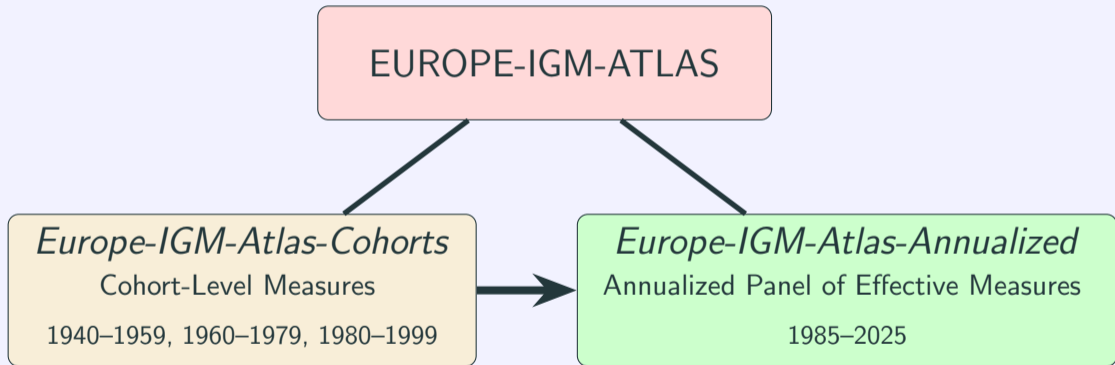 EUROPE-IGM-ATLAS
Europe-IGM-Atlas-Cohorts
Cohort-Level Measures
1940–1959, 1960–1979, 1980–1999
Europe-IGM-Atlas-Annualized
Annualized Panel of Effective Measures
1985–2025